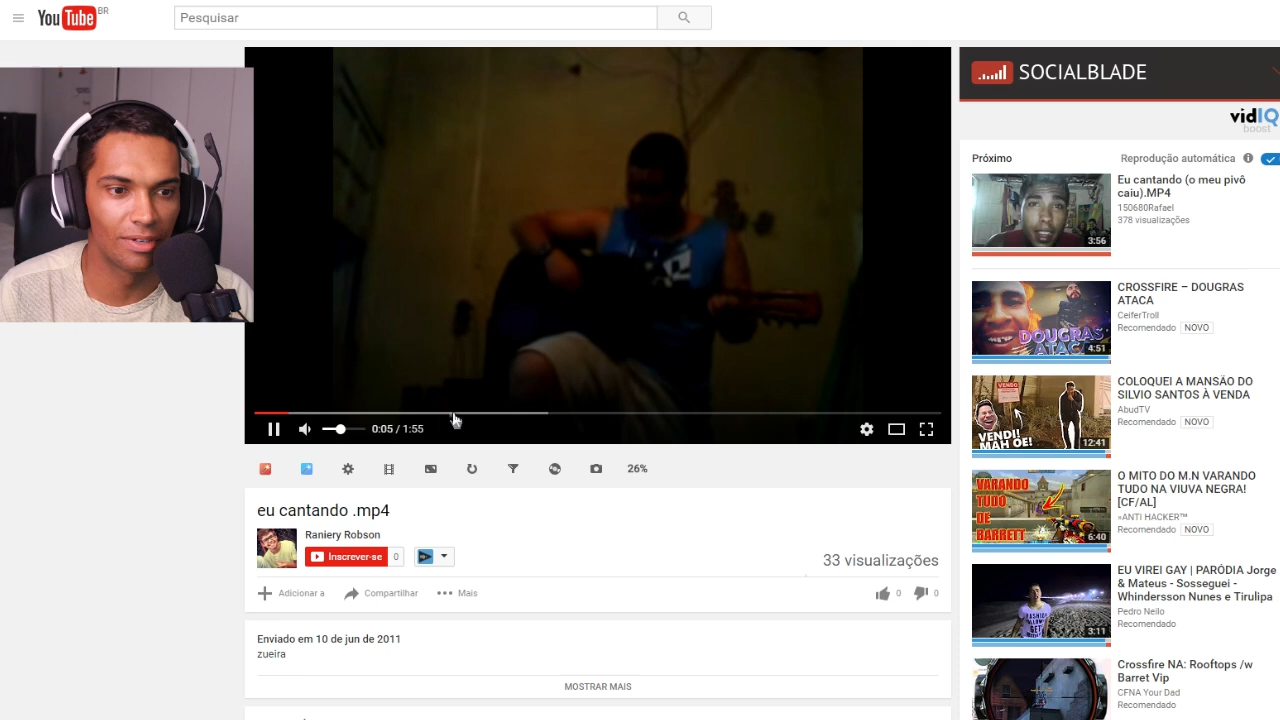 YouTube BR
Pesquisar
SOCIALBLADE
vidIQ
boost
Próximo
Reprodução automática
Eu cantando (o meu pivô
caiu).MP4
150680Rafael
378 visualizações
3:56
CROSSFIRE – DOUGRAS
ATACA
CeiferTroll
Recomendado NOVO
DOUGRAS
ATAC
4:51
COLOQUEI A MANSÃO DO
SILVIO SANTOS À VENDA
AbudTV
Recomendado NOVO
VENDO
VENDI
MAH OE!
12:41
O MITO DO M.N VARANDO
TUDO NA VIUVA NEGRA!
[CF/AL]
«ANTI HACKER™
Recomendado NOVO
VARANDO
TUDO
DE
BARRETT
6:40
EU VIREI GAY | PARÓDIA Jorge
& Mateus - Sosseguei -
Whindersson Nunes e Tirulipa
Pedro Neilo
Recomendado
3:11
Crossfire NA: Rooftops /w
Barret Vip
CFNA Your Dad
Recomendado
0:05 / 1:55
26%
eu cantando .mp4
Raniery Robson
Inscrever-se 0
33 visualizações
Adicionar a Compartilhar Mais
0 0
Enviado em 10 de jun de 2011
zueira
MOSTRAR MAIS